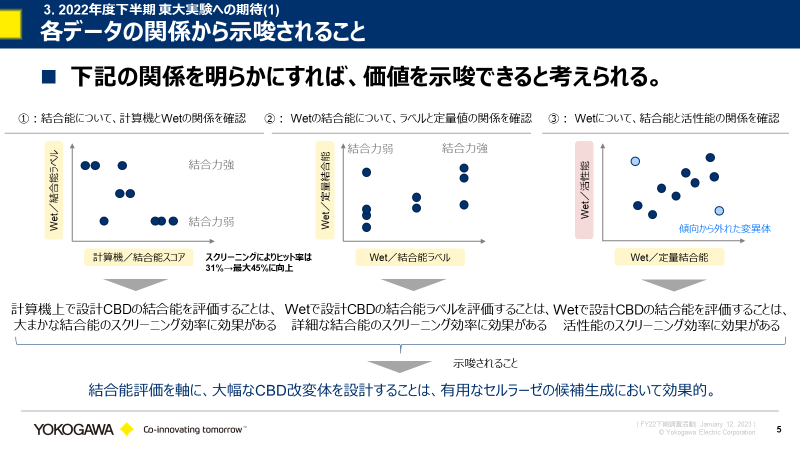 3. 2022年度下半期 東大実験への期待(1)
各データの関係から示唆されること
■ 下記の関係を明らかにすれば、価値を示唆できると考えられる。
①：結合能について、計算機とWetの関係を確認
②： Wetの結合能について、ラベルと定量値の関係を確認
③： Wetについて、結合能と活性能の関係を確認
Wet／結合能ラベル
結合力強
結合力弱
計算機／結合能スコア
スクリーニングによりヒット率は
31%→最大45%に向上
Wet／定量結合能
結合力弱
結合力強
Wet／結合能ラベル
Wet／活性能
傾向から外れた変異体
Wet／定量結合能
計算機上で設計CBDの結合能を評価することは、
大まかな結合能のスクリーニング効率に効果がある
Wetで設計CBDの結合能ラベルを評価することは、
詳細な結合能のスクリーニング効率に効果がある
Wetで設計CBDの結合能を評価することは、
活性能のスクリーニング効率に効果がある
示唆されること
結合能評価を軸に、大幅なCBD改変体を設計することは、有用なセルラーゼの候補生成において効果的。
YOKOGAWA
Co-innovating tomorrow™
| FY22下期調査活動| January 12, 2023 |
© Yokogawa Electric Corporation
5